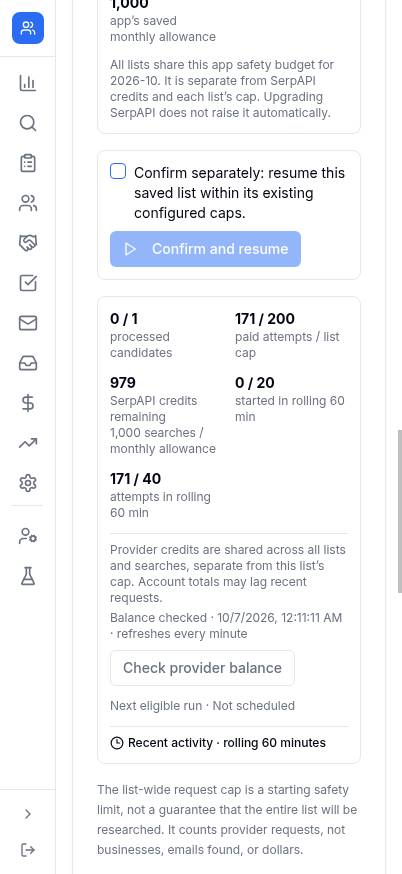 1,000
app's saved
monthly allowance
All lists share this app safety budget for
2026-10. It is separate from SerpAPI
credits and each list's cap. Upgrading
SerpAPI does not raise it automatically.
Confirm separately: resume this
saved list within its existing
configured caps.
Confirm and resume
0 / 1
processed
candidates
171 / 200
paid attempts / list
cap
979
SerpAPI credits
remaining
1,000 searches /
monthly allowance
0 / 20
started in rolling 60
min
171 / 40
attempts in rolling
60 min
Provider credits are shared across all lists
and searches, separate from this list's
cap. Account totals may lag recent
requests.
Balance checked · 10/7/2026, 12:11:11 AM
· refreshes every minute
Check provider balance
Next eligible run · Not scheduled
Recent activity · rolling 60 minutes
The list-wide request cap is a starting safety
limit, not a guarantee that the entire list will be
researched. It counts provider requests, not
businesses, emails found, or dollars.